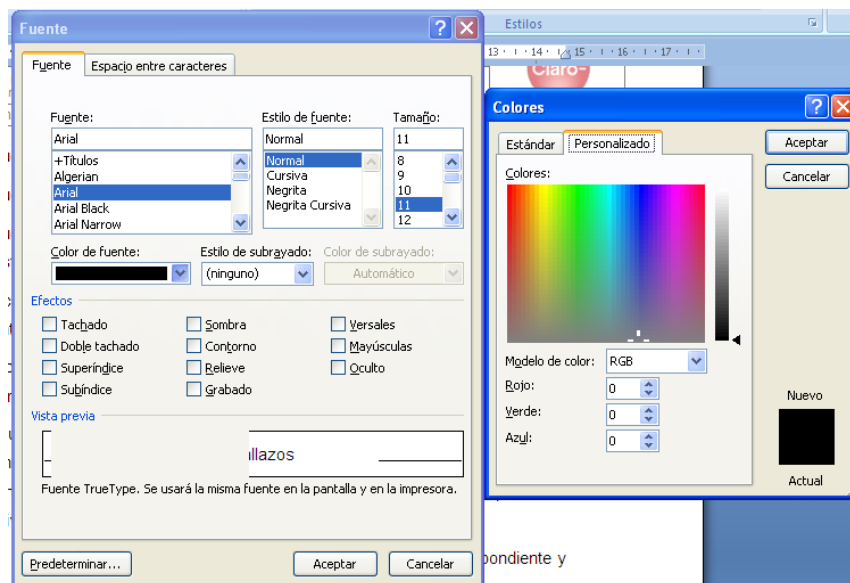 Estilos
13 14 15 16 17
Claro-
Fuente
Fuente Espacio entre caracteres
Fuente: Estilo de fuente: Tamaño:
Arial Normal 11
+Títulos Normal 8
Algerian Cursiva 9
Arial Negrita 10
Arial Black Negrita Cursiva 11
Arial Narrow 12
Color de fuente: Estilo de subrayado: Color de subrayado:
(ninguno) Automático
Efectos
Tachado Sombra Versales
Doble tachado Contorno Mayúsculas
Superíndice Relieve Oculto
Subíndice Grabado
Vista previa
llazos
Fuente TrueType. Se usará la misma fuente en la pantalla y en la impresora.
Predeterminar... Aceptar Cancelar
Colores
Estándar Personalizado Aceptar
Colores: Cancelar
Modelo de color: RGB
Rojo: 0
Verde: 0
Azul: 0
Nuevo
Actual
pondiente y